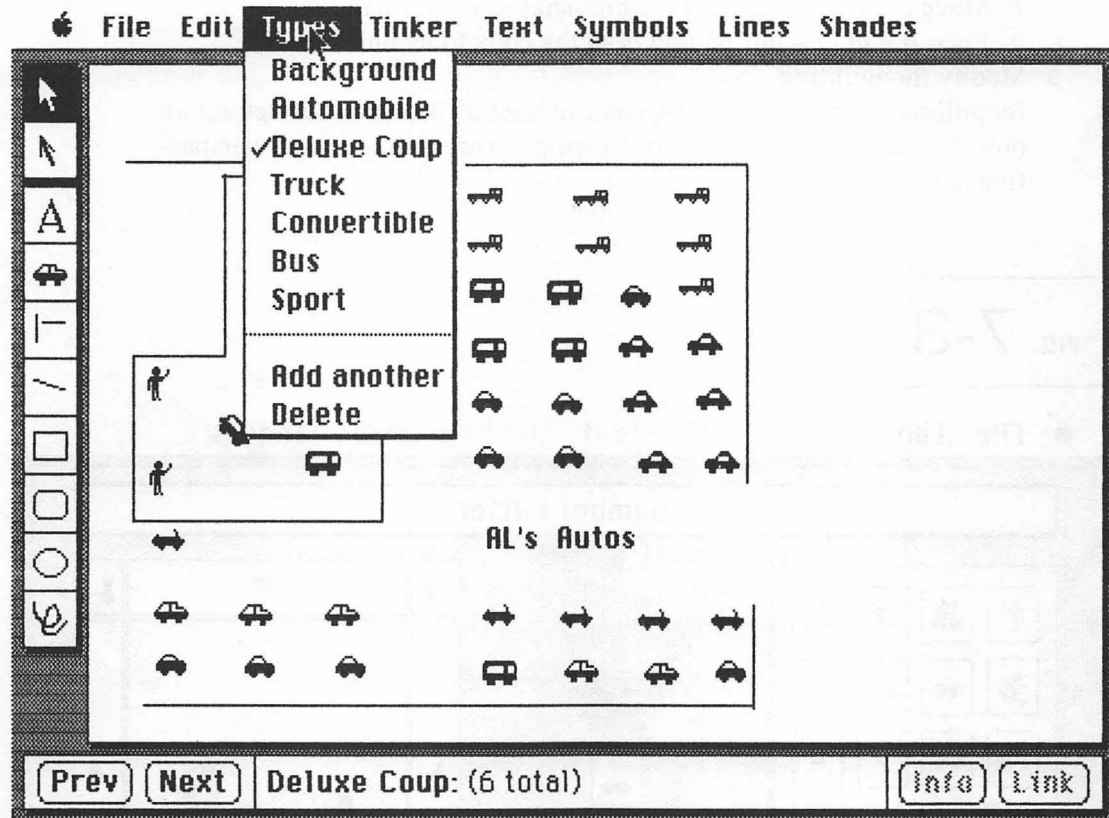 File Edit Types Tinker Text Symbols Lines Shades
Background
Automobile
✓Deluxe Coup
Truck
Convertible
Bus
Sport
Add another
Delete
A
AL's Autos
Prev Next Deluxe Coup: (6 total) Info Link